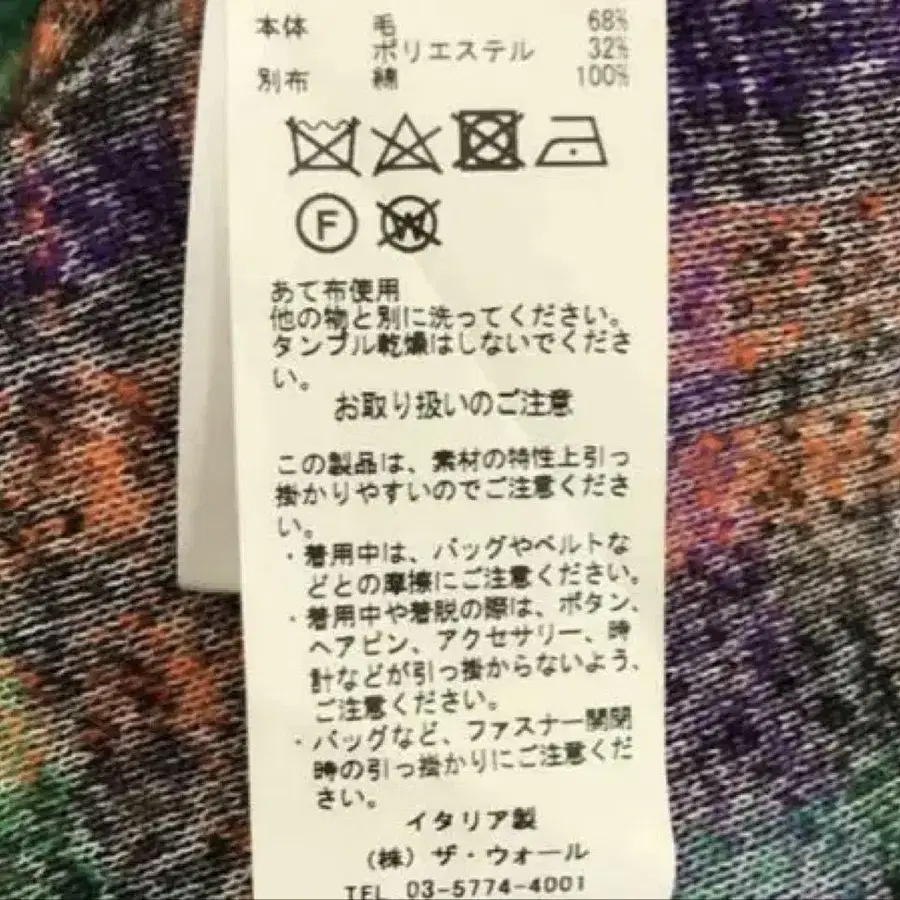 本体 毛 68%
ポリエステル 32%
別布 綿 100%
F W
あて布使用
他の物と別に洗ってください。
タンブル乾燥はしないでくださ
い。
お取り扱いのご注意
この製品は、素材の特性上引っ
掛かりやすいのでご注意くださ
い。
・着用中は、バッグやベルトな
どとの摩擦にご注意ください。
・着用中や着脱の際は、ボタン、
ヘアピン、アクセサリー、時
計などが引っ掛からないよう、
ご注意ください。
・バッグなど、ファスナー開閉
時の引っ掛かりにご注意くだ
さい。
イタリア製
(株) ザ・ウォール
TEL 03-5774-4001